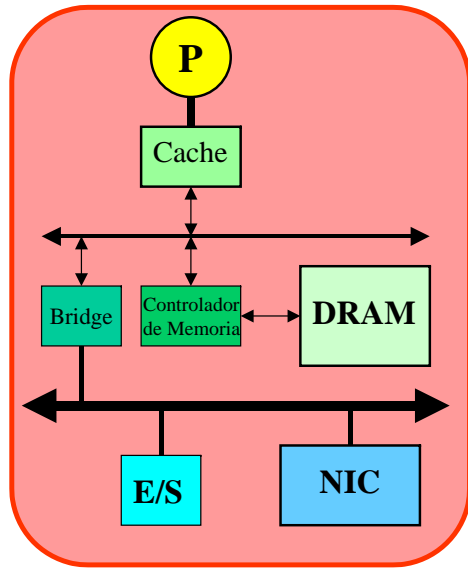 P
Cache
Bridge
Controlador
de Memoria
DRAM
E/S
NIC